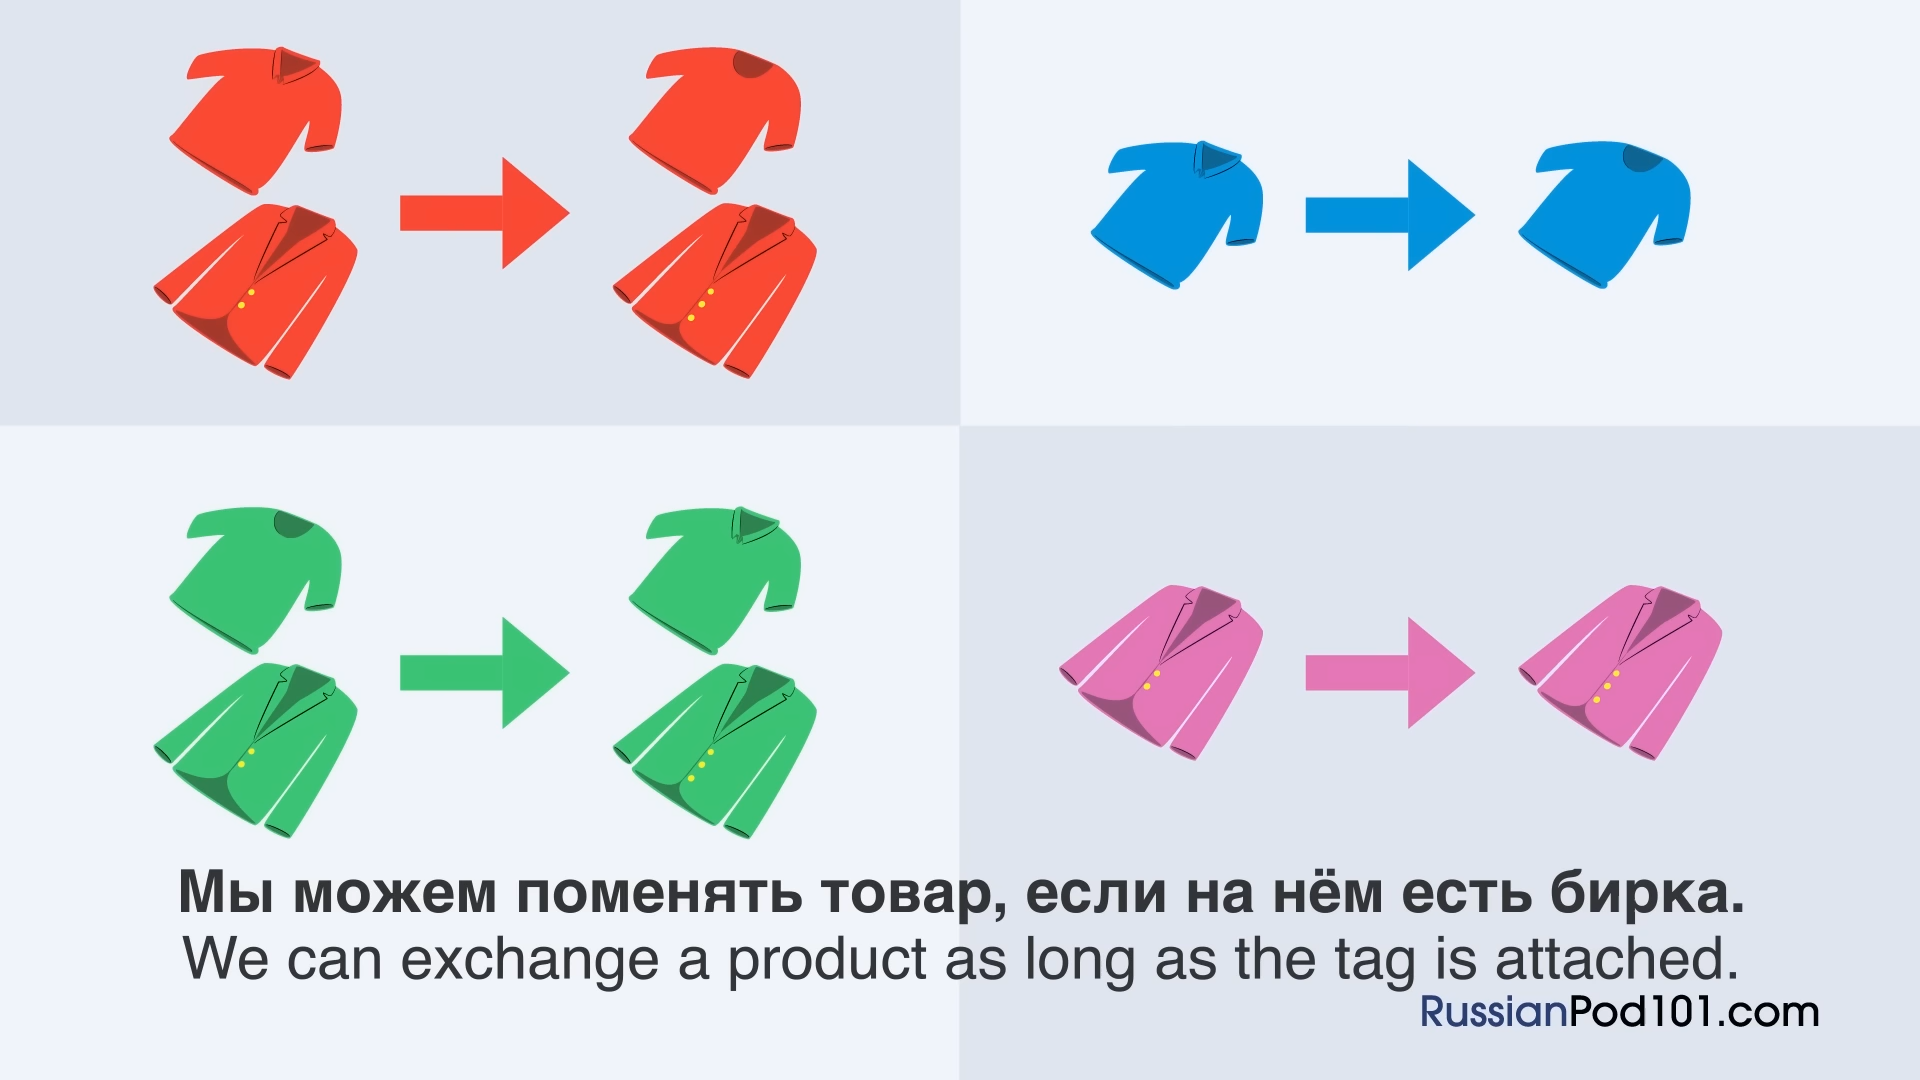 Мы можем поменять товар, если на нём есть бирка.
We can exchange a product as long as the tag is attached.
RussianPod101.com